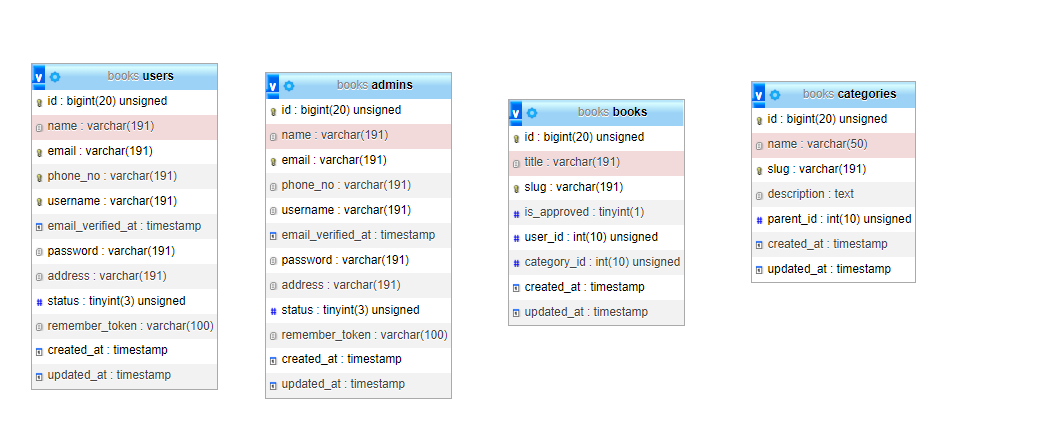 books users
id : bigint(20) unsigned
name : varchar(191)
email : varchar(191)
phone_no : varchar(191)
username : varchar(191)
email_verified_at : timestamp
password : varchar(191)
address : varchar(191)
status : tinyint(3) unsigned
remember_token : varchar(100)
created_at : timestamp
updated_at : timestamp
books admins
id : bigint(20) unsigned
name : varchar(191)
email : varchar(191)
phone_no : varchar(191)
username : varchar(191)
email_verified_at : timestamp
password : varchar(191)
address : varchar(191)
status : tinyint(3) unsigned
remember_token : varchar(100)
created_at : timestamp
updated_at : timestamp
books books
id : bigint(20) unsigned
title : varchar(191)
slug : varchar(191)
is_approved : tinyint(1)
user_id : int(10) unsigned
category_id : int(10) unsigned
created_at : timestamp
updated_at : timestamp
books categories
id : bigint(20) unsigned
name : varchar(50)
slug : varchar(191)
description : text
parent_id : int(10) unsigned
created_at : timestamp
updated_at : timestamp